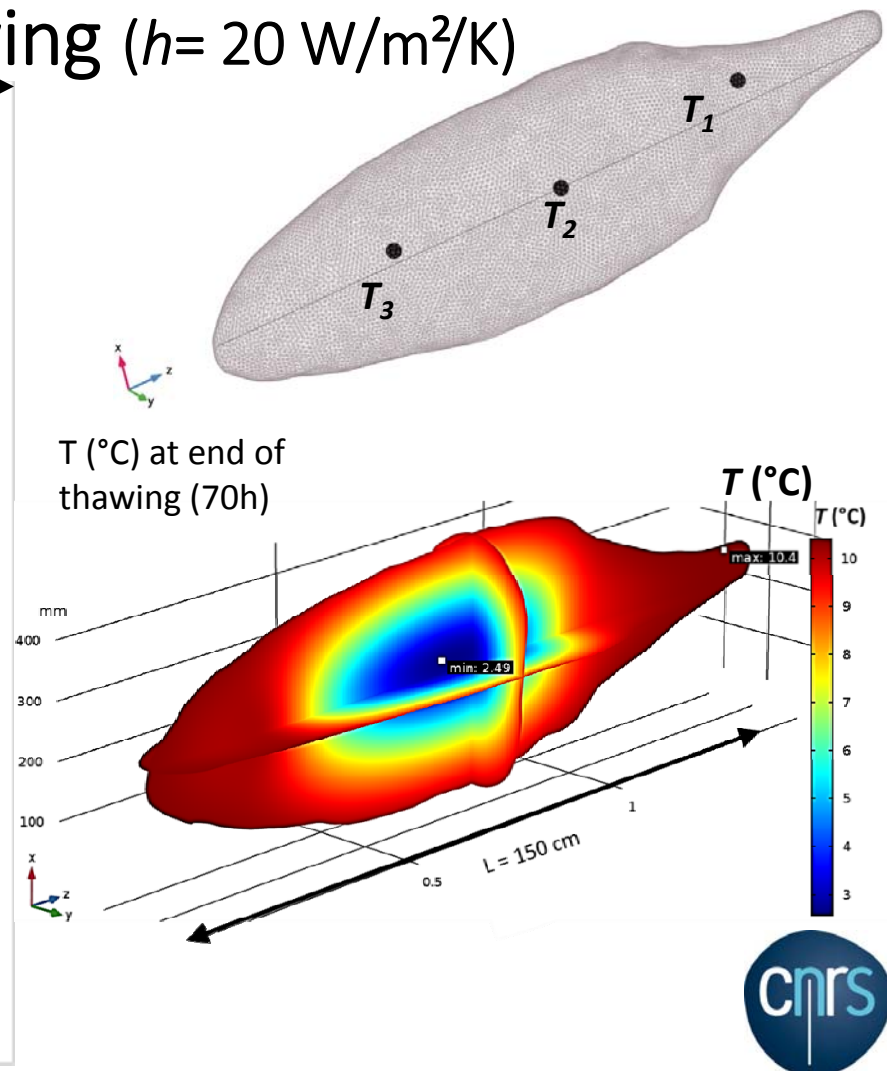 ing (h= 20 W/m²/K)
T1
T2
T3
x
z
y
T (°C) at end of
thawing (70h)
T (°C)
T (°C)
max: 10.4
10
9
8
7
6
5
4
3
mm
400
300
200
100
min: 2.49
1
L = 150 cm
0.5
x
z
y
cnrs